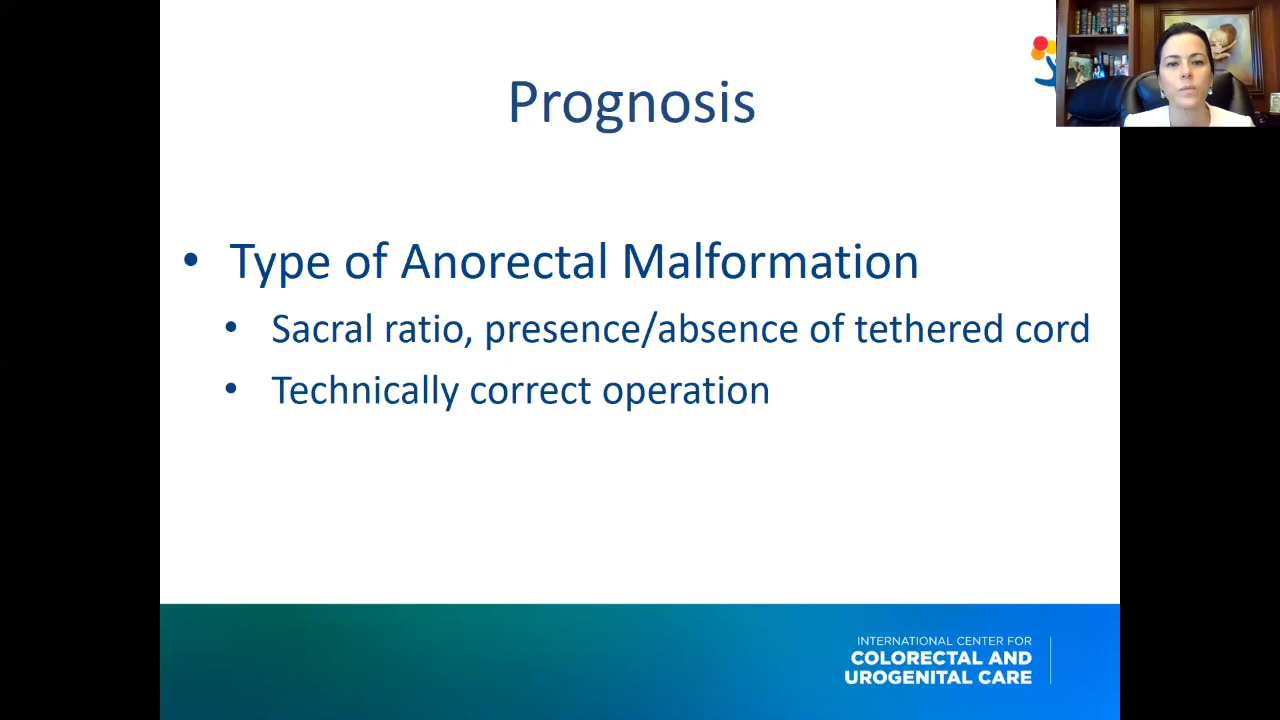 Prognosis
• Type of Anorectal Malformation
• Sacral ratio, presence/absence of tethered cord
• Technically correct operation
INTERNATIONAL CENTER FOR
COLORECTAL AND
UROGENITAL CARE